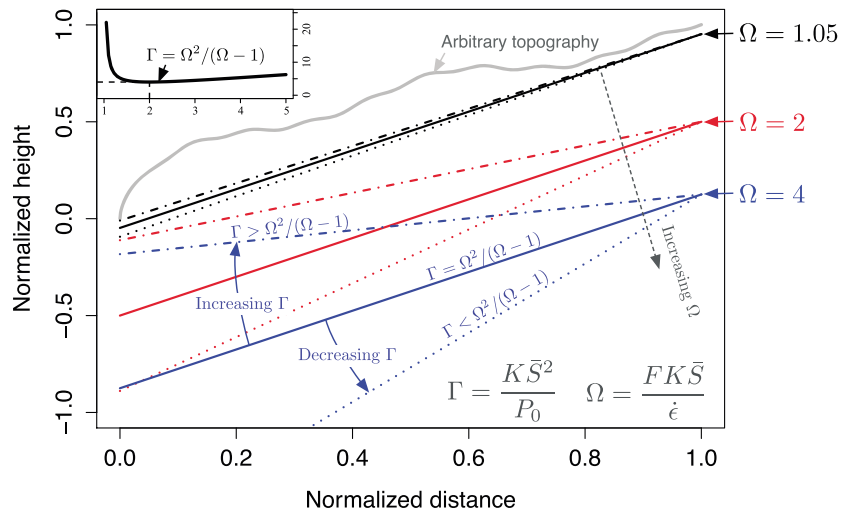 1.0
0.5
0.0
−0.5
−1.0
Normalized height
0.0
0.2
0.4
0.6
0.8
1.0
Normalized distance
Γ = Ω²/(Ω − 1)
1
2
3
4
5
0
5
10
20
Arbitrary topography
Ω = 1.05
Ω = 2
Ω = 4
Γ > Ω²/(Ω − 1)
Γ = Ω²/(Ω − 1)
Γ < Ω²/(Ω − 1)
Increasing Γ
Decreasing Γ
Increasing Ω
Γ = K S̄² / P₀
Ω = F K S̄ / ϵ̇